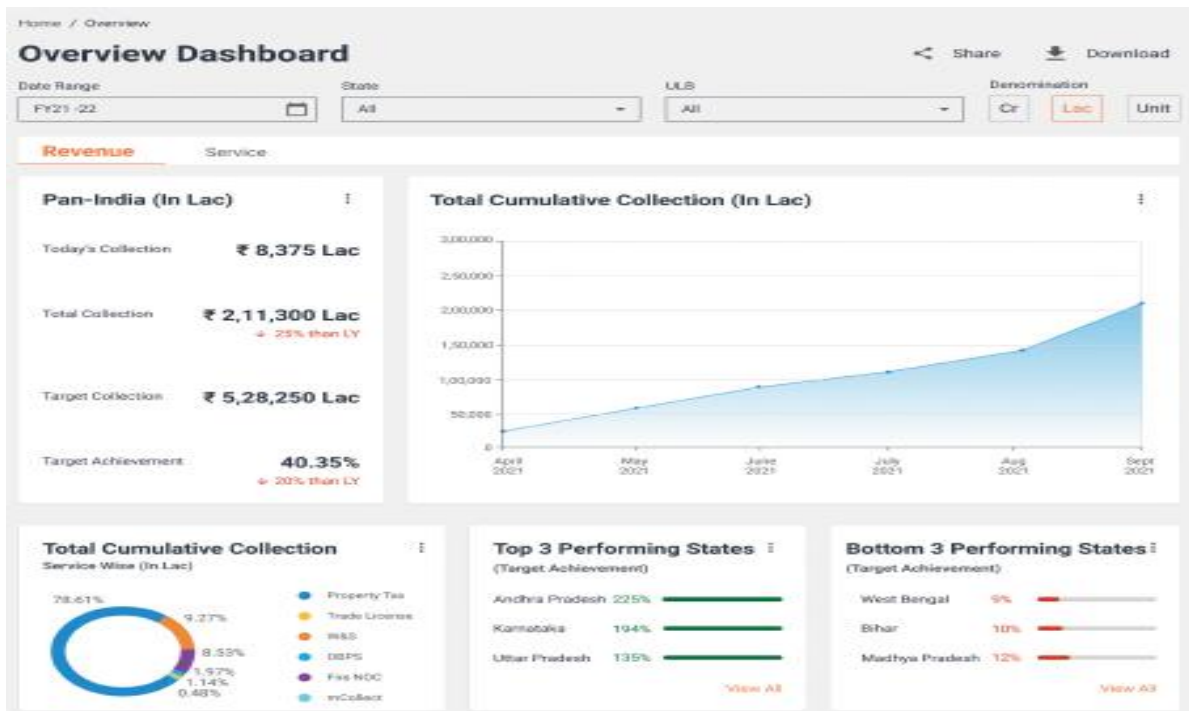 Home / Overview
Overview Dashboard
Share
Download
Date Range
State
ULB
Denomination
FY21-22
All
All
Cr
Lac
Unit
Revenue
Service
Pan-India (In Lac)
Today's Collection ₹ 8,375 Lac
Total Collection ₹ 2,11,300 Lac
↓ 25% than LY
Target Collection ₹ 5,28,250 Lac
Target Achievement 40.35%
↓ 20% than LY
Total Cumulative Collection (In Lac)
3,00,000
2,50,000
2,00,000
1,50,000
1,00,000
50,000
0
April 2021
May 2021
June 2021
July 2021
Aug 2021
Sept 2021
Total Cumulative Collection
Service Wise (In Lac)
78.61%
9.27%
8.53%
1.97%
1.14%
0.48%
Property Tax
Trade License
W&S
OBPS
Fire NOC
mCollect
Top 3 Performing States
(Target Achievement)
Andhra Pradesh 225%
Karnataka 194%
Uttar Pradesh 135%
View All
Bottom 3 Performing States
(Target Achievement)
West Bengal 9%
Bihar 10%
Madhya Pradesh 12%
View All